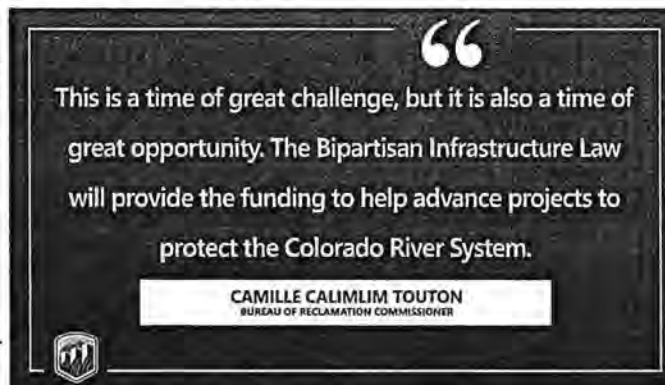 “
This is a time of great challenge, but it is also a time of
great opportunity. The Bipartisan Infrastructure Law
will provide the funding to help advance projects to
protect the Colorado River System.
CAMILLE CALIMLIM TOUTON
BUREAU OF RECLAMATION COMMISSIONER